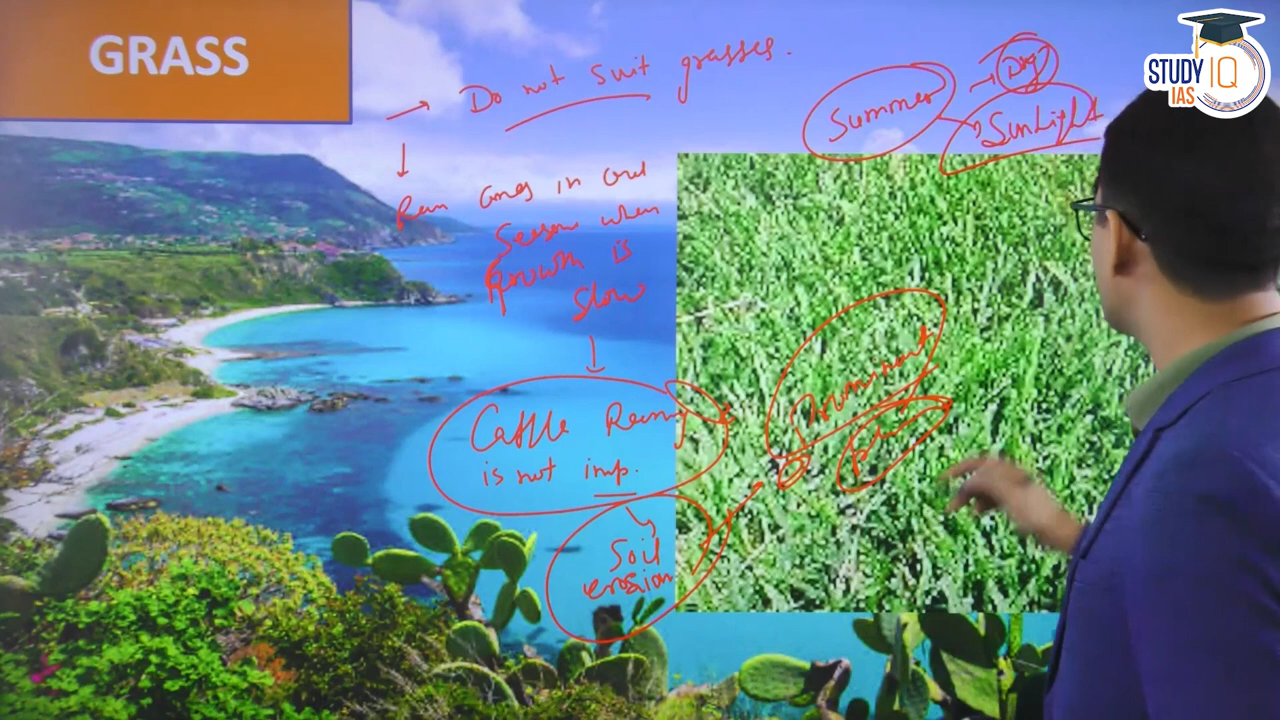 GRASS
→ Do not suit grasses.
Rain comes in cool
Season when
growth is
slow
Cattle Rearing
is not imp.
Soil
erosion
Summer
Dry
Sunlight
Prominent
STUDY IQ
IAS